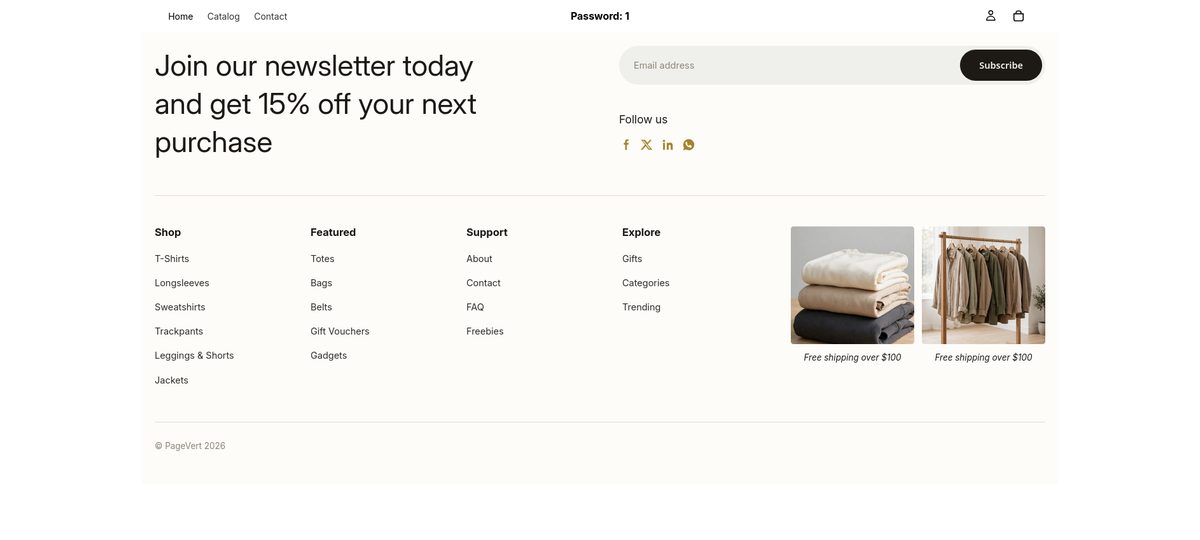 Home Catalog Contact
Password: 1
Join our newsletter today
and get 15% off your next
purchase
Email address
Subscribe
Follow us
Shop
T-Shirts
Longsleeves
Sweatshirts
Trackpants
Leggings & Shorts
Jackets
Featured
Totes
Bags
Belts
Gift Vouchers
Gadgets
Support
About
Contact
FAQ
Freebies
Explore
Gifts
Categories
Trending
Free shipping over $100
Free shipping over $100
© PageVert 2026